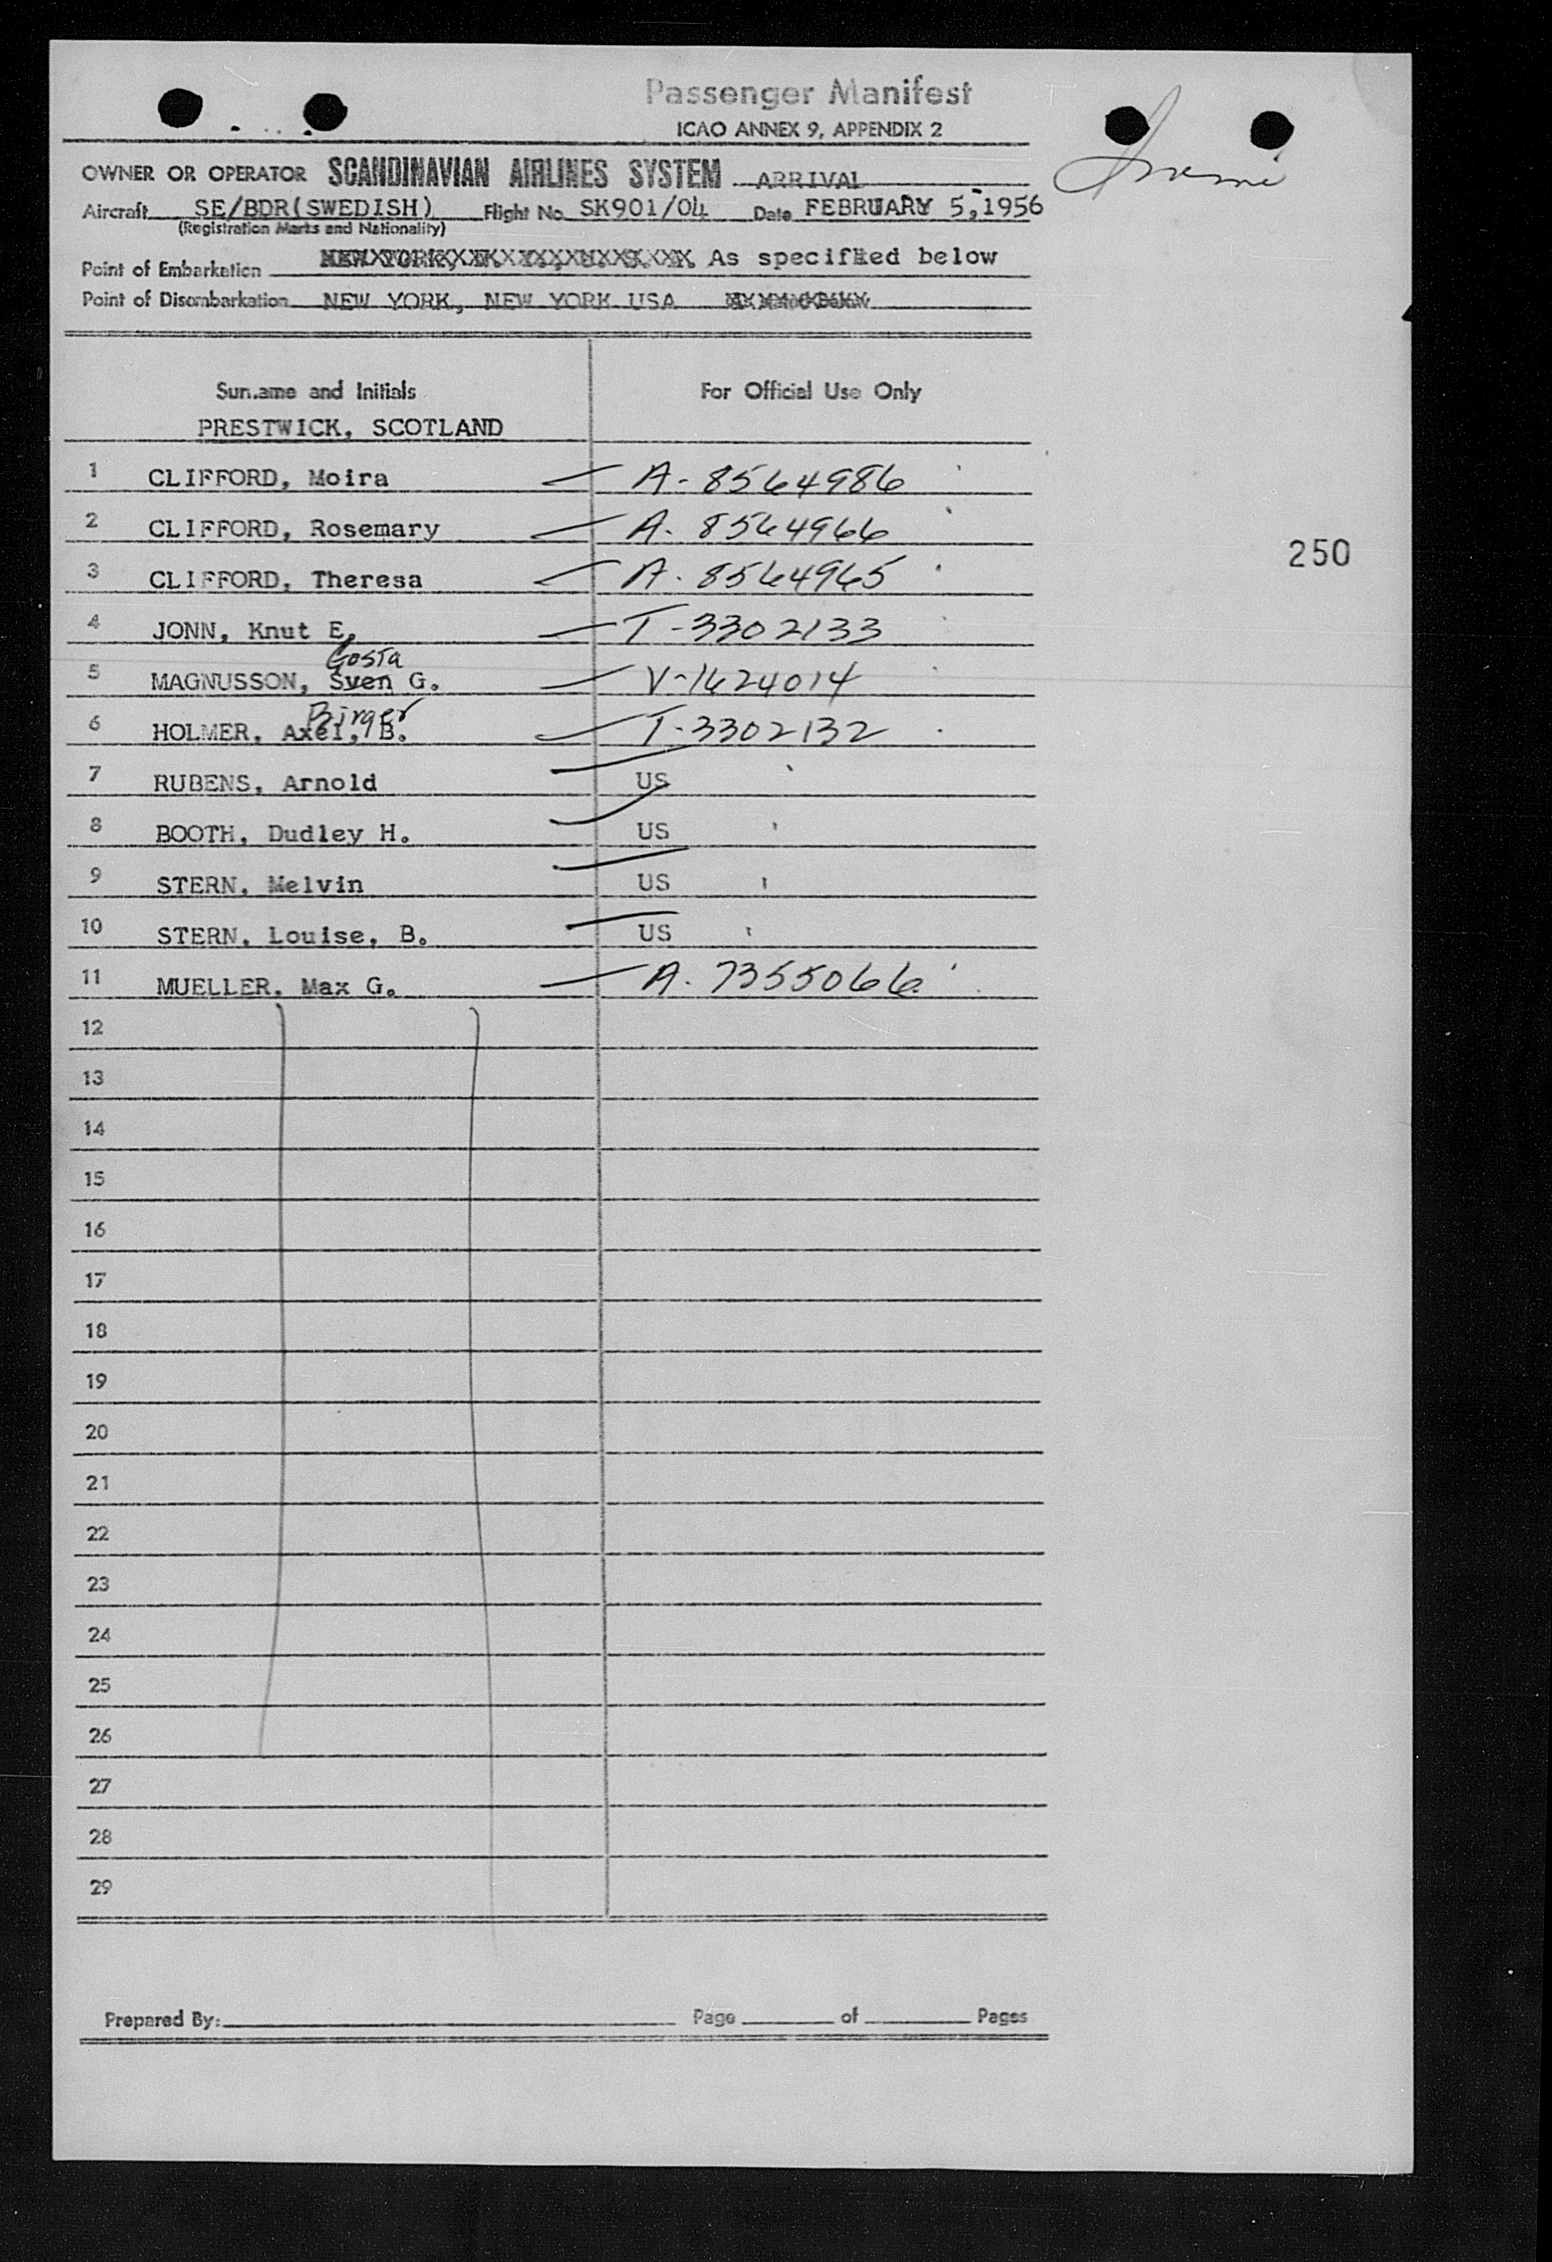 Passenger Manifest
ICAO ANNEX 9, APPENDIX 2
OWNER OR OPERATOR SCANDINAVIAN AIRLINES SYSTEM ARRIVAL
Aircraft SE/BDR(SWEDISH) Flight No. SK901/04 Date FEBRUARY 5,1956
(Registration Marks and Nationality)
Point of Embarkation As specified below
Point of Disembarkation NEW YORK, NEW YORK USA
Surname and Initials For Official Use Only
PRESTWICK, SCOTLAND
1 CLIFFORD, Moira A-8564986
2 CLIFFORD, Rosemary A-8564966
250
3 CLIFFORD, Theresa A-8564965
4 JONN, Knut E. T-3302133
Gosta
5 MAGNUSSON, Sven G. V-1624014
Birger
6 HOLMER, Axel, B. T-3302132
7 RUBENS, Arnold US
8 BOOTH, Dudley H. US
9 STERN, Melvin US
10 STERN, Louise, B. US
11 MUELLER, Max G. A-7355066
12
13
14
15
16
17
18
19
20
21
22
23
24
25
26
27
28
29
Prepared By: Page of Pages